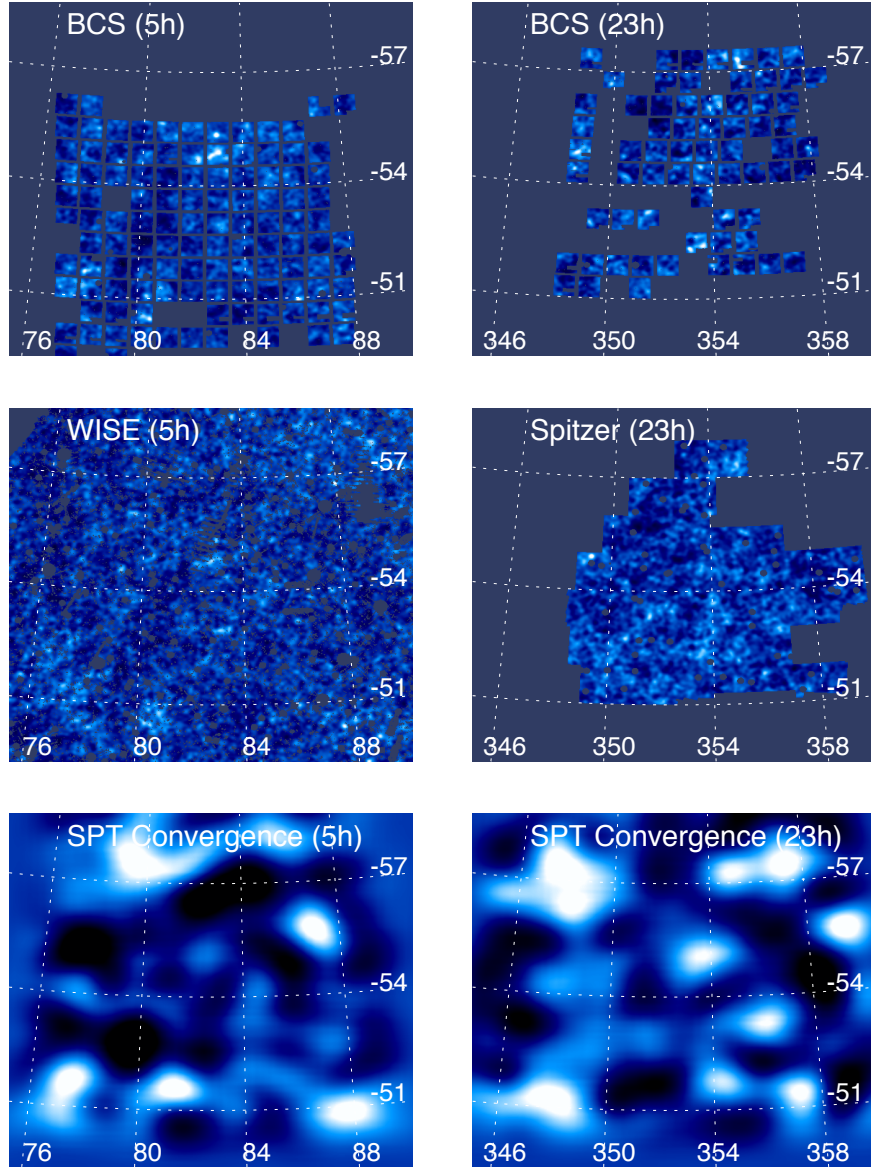 BCS (5h)
-57
-54
-51
76 80 84 88
BCS (23h)
-57
-54
-51
346 350 354 358
WISE (5h)
-57
-54
-51
76 80 84 88
Spitzer (23h)
-57
-54
-51
346 350 354 358
SPT Convergence (5h)
-57
-54
-51
76 80 84 88
SPT Convergence (23h)
-57
-54
-51
346 350 354 358